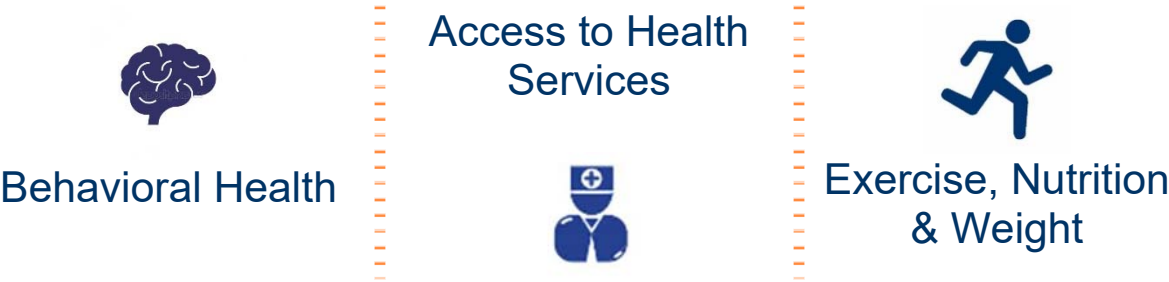 Behavioral Health
Access to Health
Services
Exercise, Nutrition
& Weight